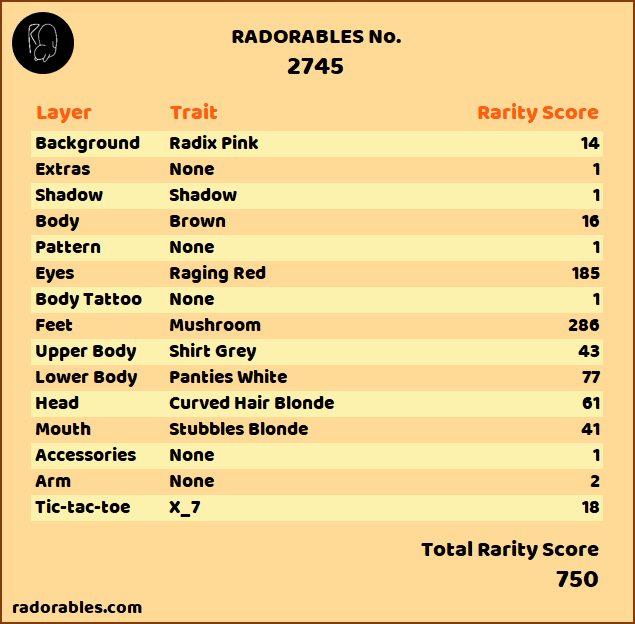 RADORABLES No.
2745
Layer Trait Rarity Score
Background Radix Pink 14
Extras None 1
Shadow Shadow 1
Body Brown 16
Pattern None 1
Eyes Raging Red 185
Body Tattoo None 1
Feet Mushroom 286
Upper Body Shirt Grey 43
Lower Body Panties White 77
Head Curved Hair Blonde 61
Mouth Stubbles Blonde 41
Accessories None 1
Arm None 2
Tic-tac-toe X_7 18
Total Rarity Score
750
radorables.com